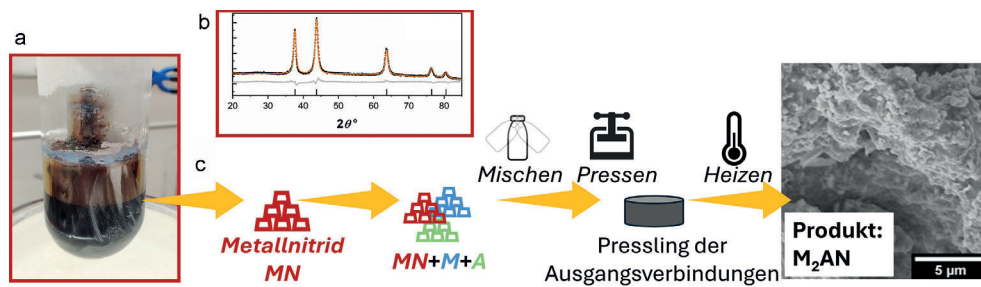 a
b
20 30 40 50 60 70 80
2θ°
c
Mischen Pressen Heizen
Metallnitrid
MN
MN+M+A
Pressling der
Ausgangsverbindungen
Produkt:
M₂AN
5 µm